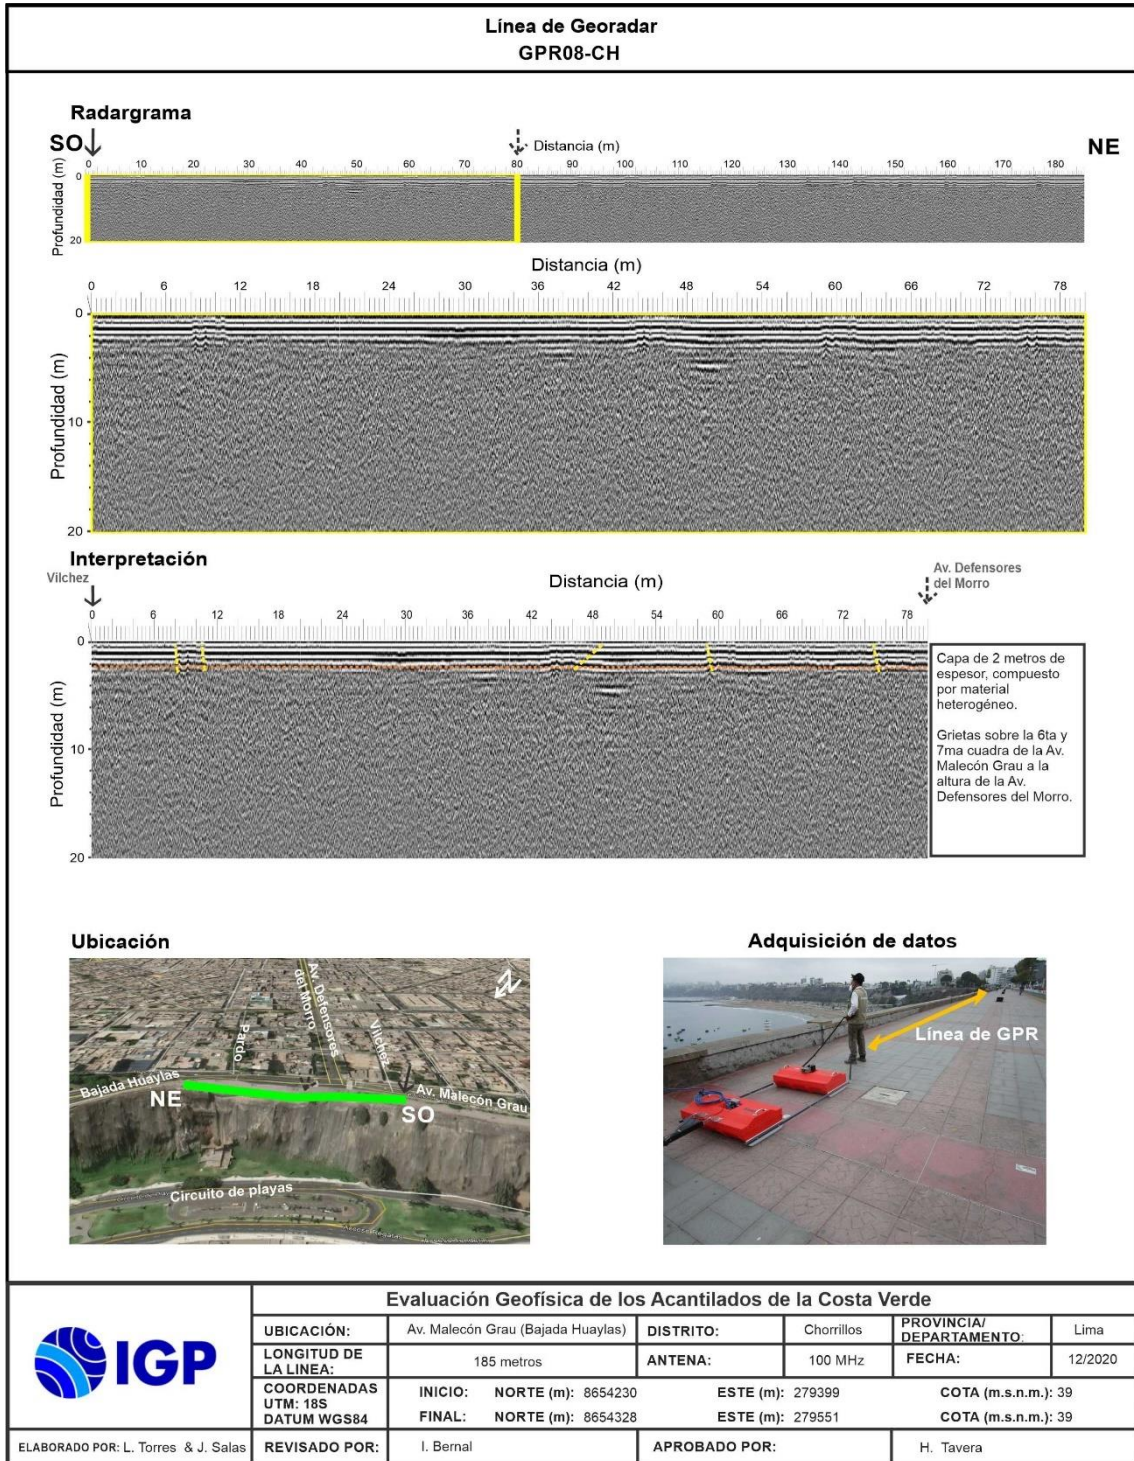 Línea de Georadar
GPR08-CH
Radargrama
SO
Distancia (m)
NE
0 10 20 30 40 50 60 70 80 90 100 110 120 130 140 150 160 170 180
Profundidad (m)
0
20
Distancia (m)
0 6 12 18 24 30 36 42 48 54 60 66 72 78
Profundidad (m)
0
10
20
Interpretación
Vilchez
Distancia (m)
Av. Defensores
del Morro
0 6 12 18 24 30 36 42 48 54 60 66 72 78
Profundidad (m)
0
10
20
Capa de 2 metros de
espesor, compuesto
por material
heterogéneo.
Grietas sobre la 6ta y
7ma cuadra de la Av.
Malecón Grau a la
altura de la Av.
Defensores del Morro.
Ubicación
N
Pardo
Av. Defensores
del Morro
Vilchez
Bajada Huaylas
NE
Av. Malecón Grau
SO
Circuito de playas
Adquisición de datos
Línea de GPR
IGP
Evaluación Geofísica de los Acantilados de la Costa Verde
UBICACIÓN: Av. Malecón Grau (Bajada Huaylas) DISTRITO: Chorrillos PROVINCIA/ DEPARTAMENTO: Lima
LONGITUD DE LA LINEA: 185 metros ANTENA: 100 MHz FECHA: 12/2020
COORDENADAS UTM: 18S DATUM WGS84
INICIO: NORTE (m): 8654230 ESTE (m): 279399 COTA (m.s.n.m.): 39
FINAL: NORTE (m): 8654328 ESTE (m): 279551 COTA (m.s.n.m.): 39
ELABORADO POR: L. Torres & J. Salas REVISADO POR: I. Bernal APROBADO POR: H. Tavera